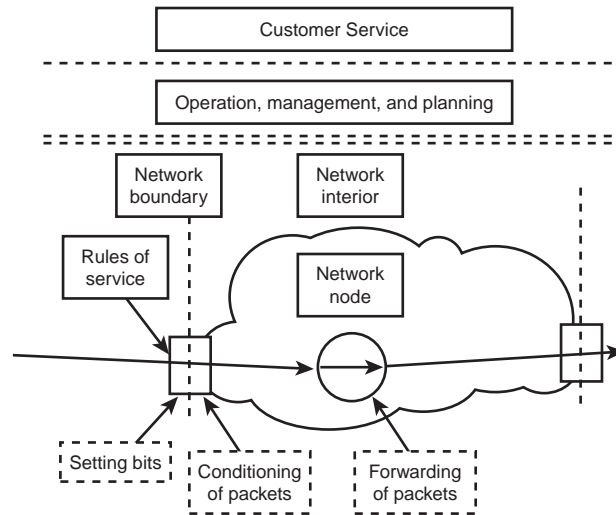 Customer Service
Operation, management, and planning
Network
boundary
Network
interior
Rules of
service
Network
node
Setting bits
Conditioning
of packets
Forwarding
of packets